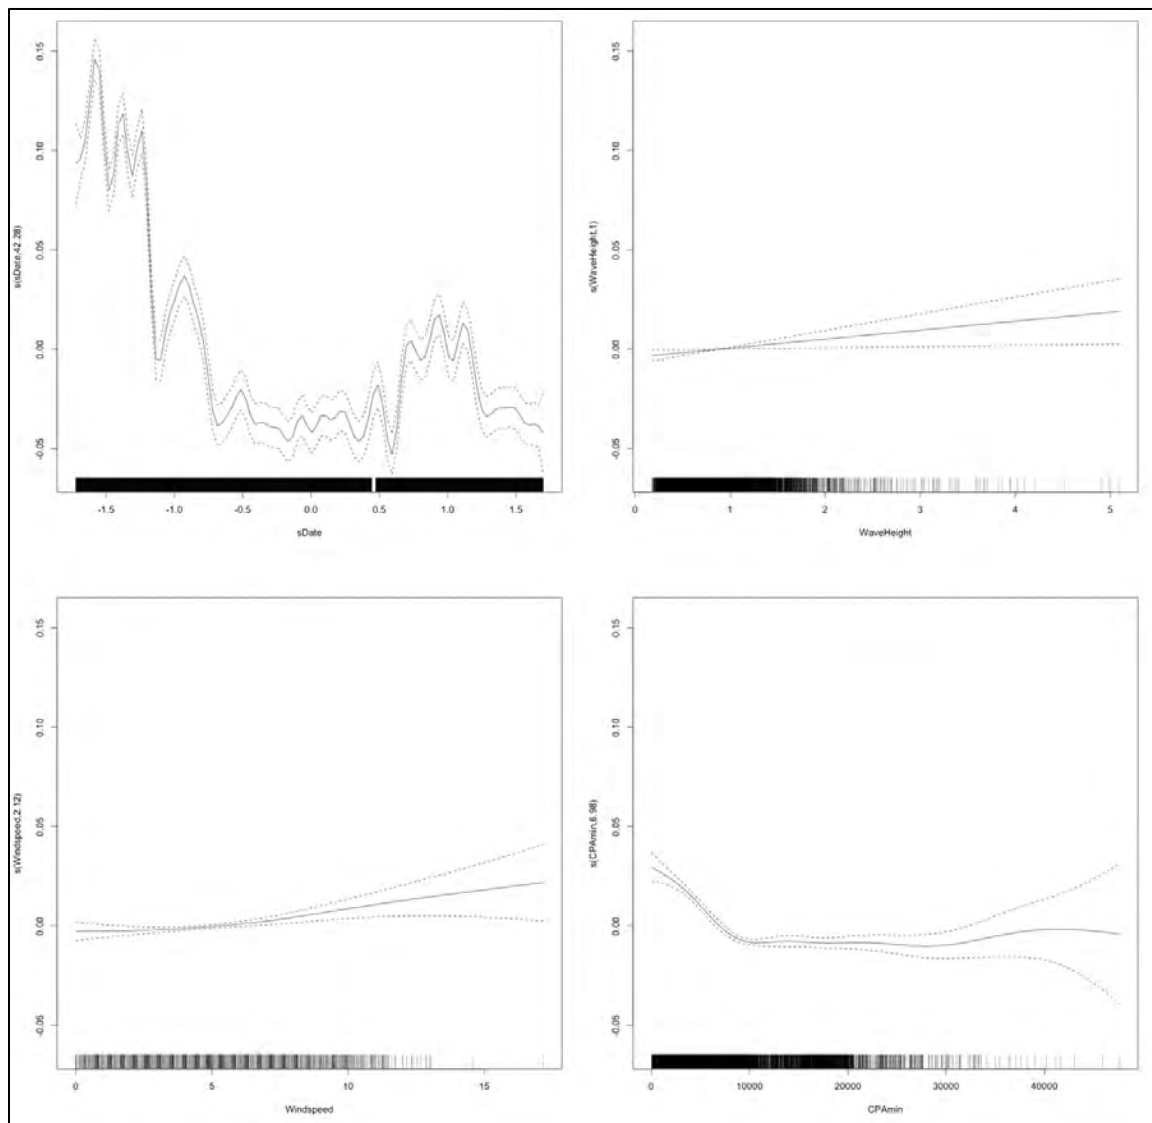 0.15
0.10
0.05
0.00
-0.05
s(sDate,42.28)
-1.5 -1.0 -0.5 0.0 0.5 1.0 1.5
sDate
0.15
0.10
0.05
0.00
-0.05
s(WaveHeight,1)
0 1 2 3 4 5
WaveHeight
0.15
0.10
0.05
0.00
-0.05
s(Windspeed,2.12)
0 5 10 15
Windspeed
0.15
0.10
0.05
0.00
-0.05
s(CPAmin,6.98)
0 10000 20000 30000 40000
CPAmin